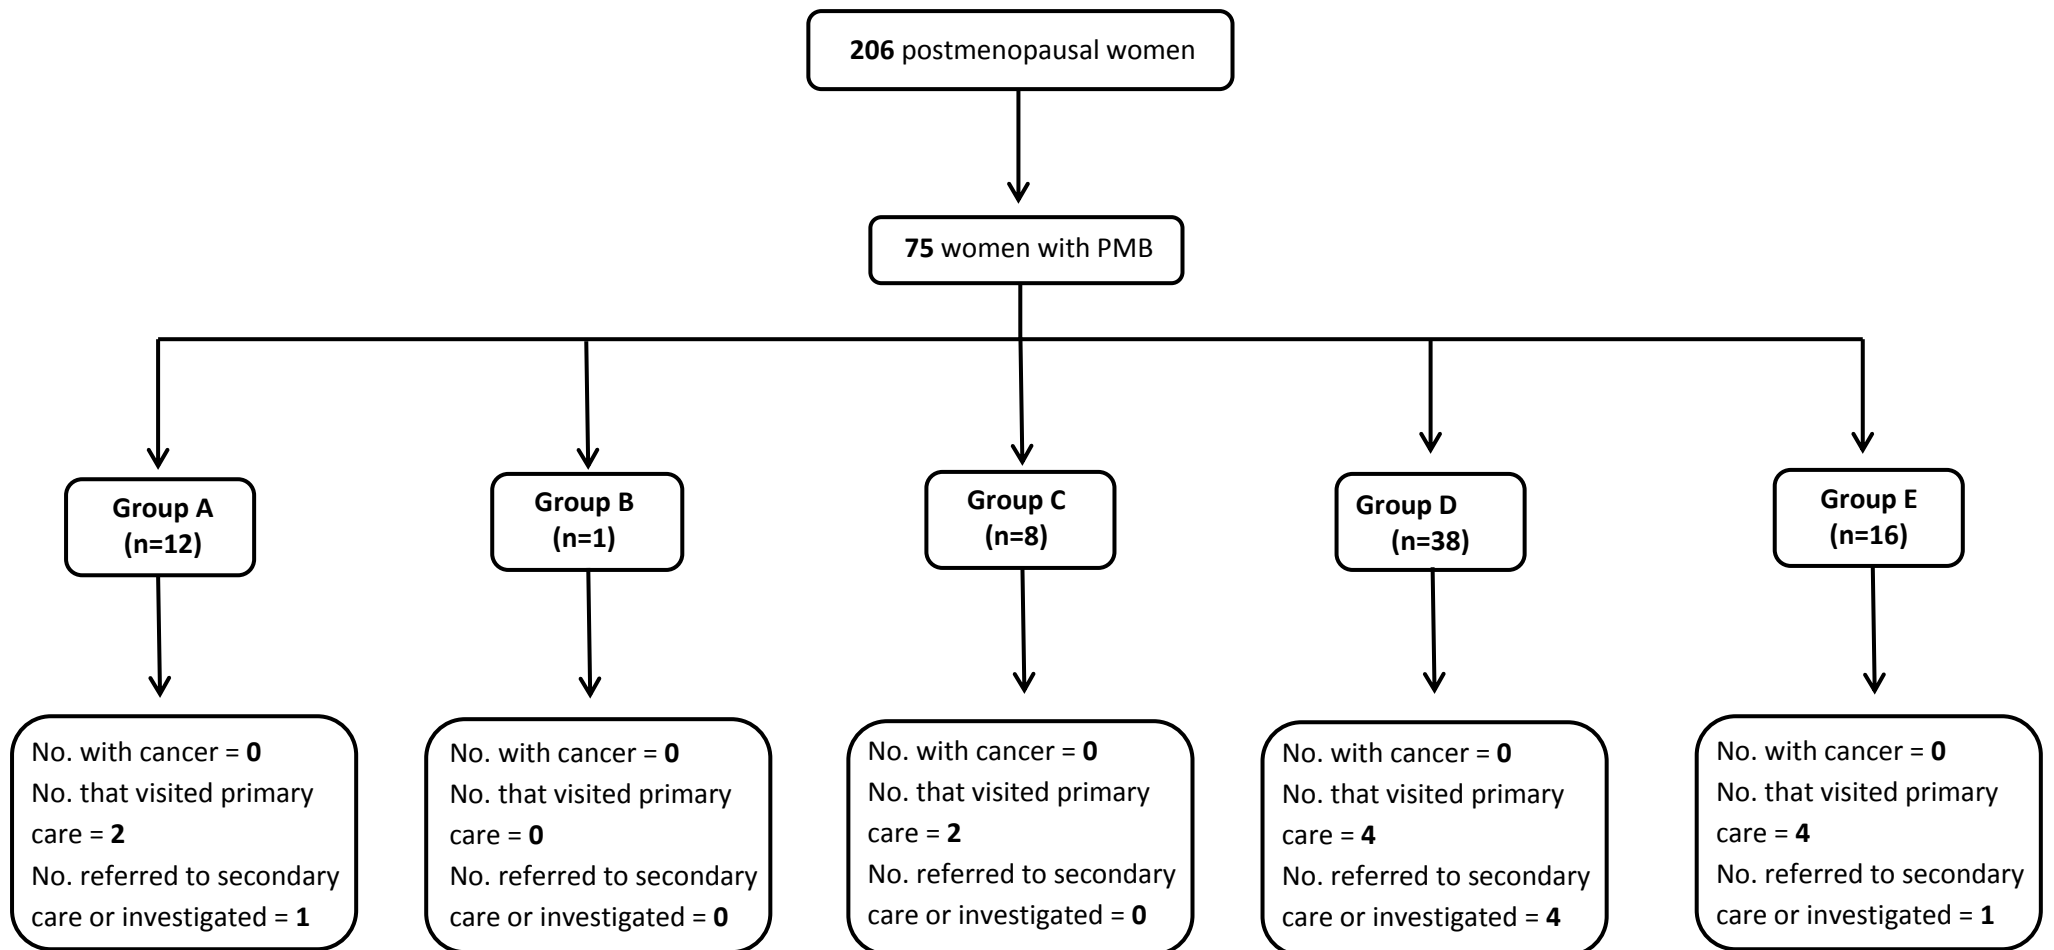 206 postmenopausal women
75 women with PMB
Group A
(n=12)
Group B
(n=1)
Group C
(n=8)
Group D
(n=38)
Group E
(n=16)
No. with cancer = 0
No. that visited primary
care = 2
No. referred to secondary
care or investigated = 1
No. with cancer = 0
No. that visited primary
care = 0
No. referred to secondary
care or investigated = 0
No. with cancer = 0
No. that visited primary
care = 2
No. referred to secondary
care or investigated = 0
No. with cancer = 0
No. that visited primary
care = 4
No. referred to secondary
care or investigated = 4
No. with cancer = 0
No. that visited primary
care = 4
No. referred to secondary
care or investigated = 1